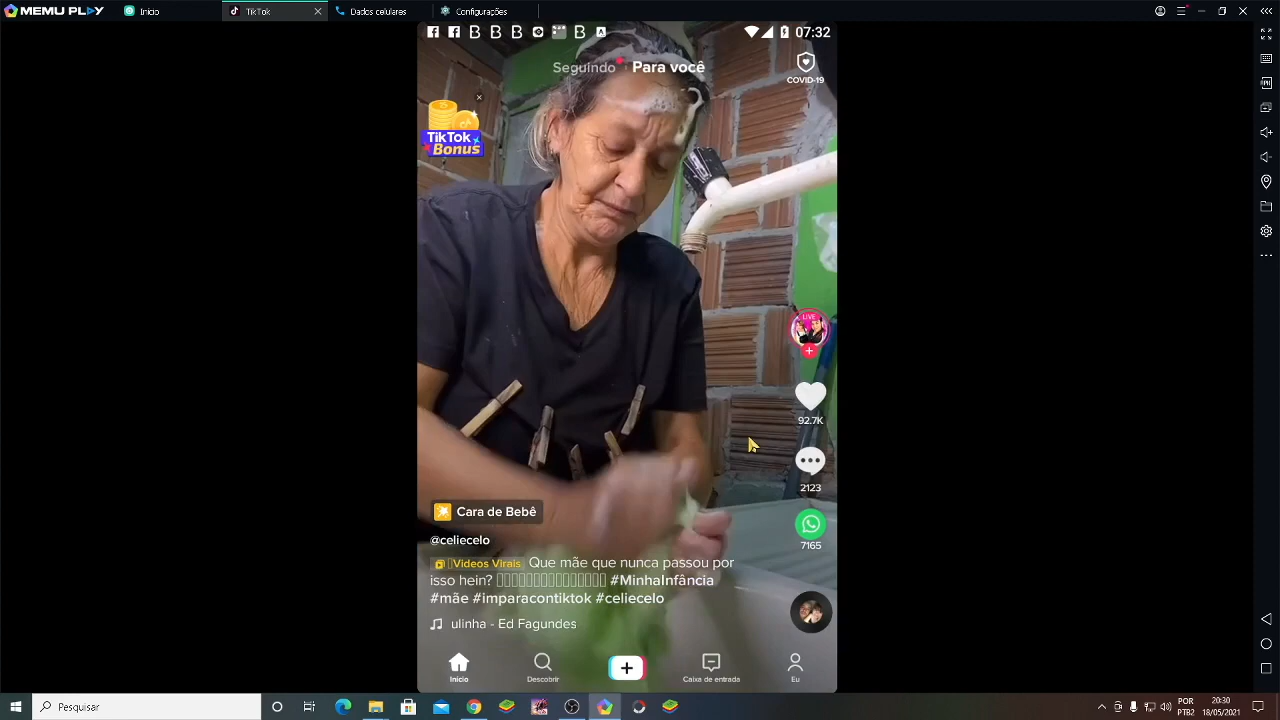 MEMU PLAY
Início
TikTok
Dados celulares
Configurações
07:32
Seguindo
Para você
COVID-19
TikTok
Bonus
LIVE
92.7K
2123
7165
Cara de Bebê
@celiecelo
Videos Virais Que mãe que nunca passou por
isso hein? #MinhaInfância
#mãe #imparacontiktok #celiecelo
ulinha - Ed Fagundes
Início
Descobrir
Caixa de entrada
Eu
Pesquisar
POR
PTB2
20:30
18/05/2021